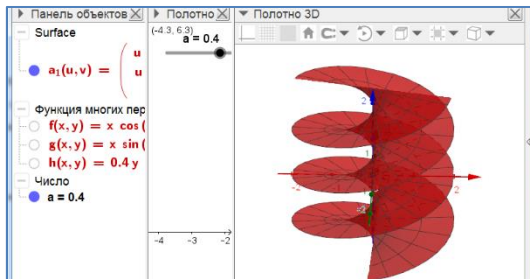 Панель объектов
Surface
a₁(u,v) = ( u
u
Функция многих пер
f(x,y) = x cos (
g(x,y) = x sin (
h(x,y) = 0.4 y
Число
a = 0.4
Полотно
(-4.3, 6.3)
a = 0.4
-4 -3 -2
Полотно 3D
2
1
-2
2